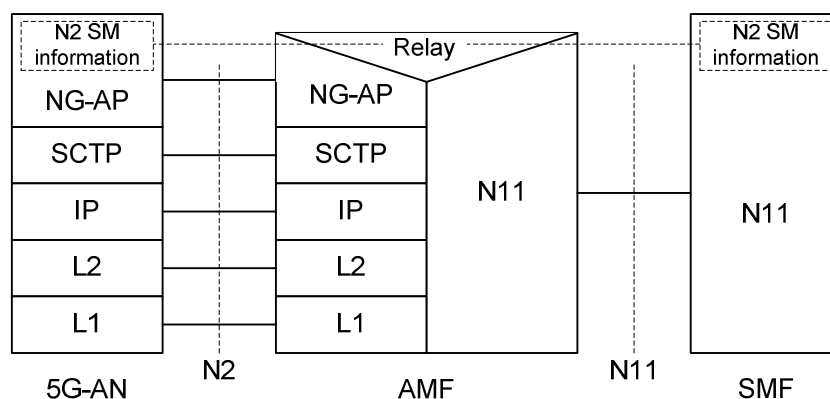 N2 SM
information
Relay
N2 SM
information
NG-AP
NG-AP
SCTP
SCTP
N11
N11
IP
IP
L2
L2
L1
L1
N2
N11
5G-AN
AMF
SMF